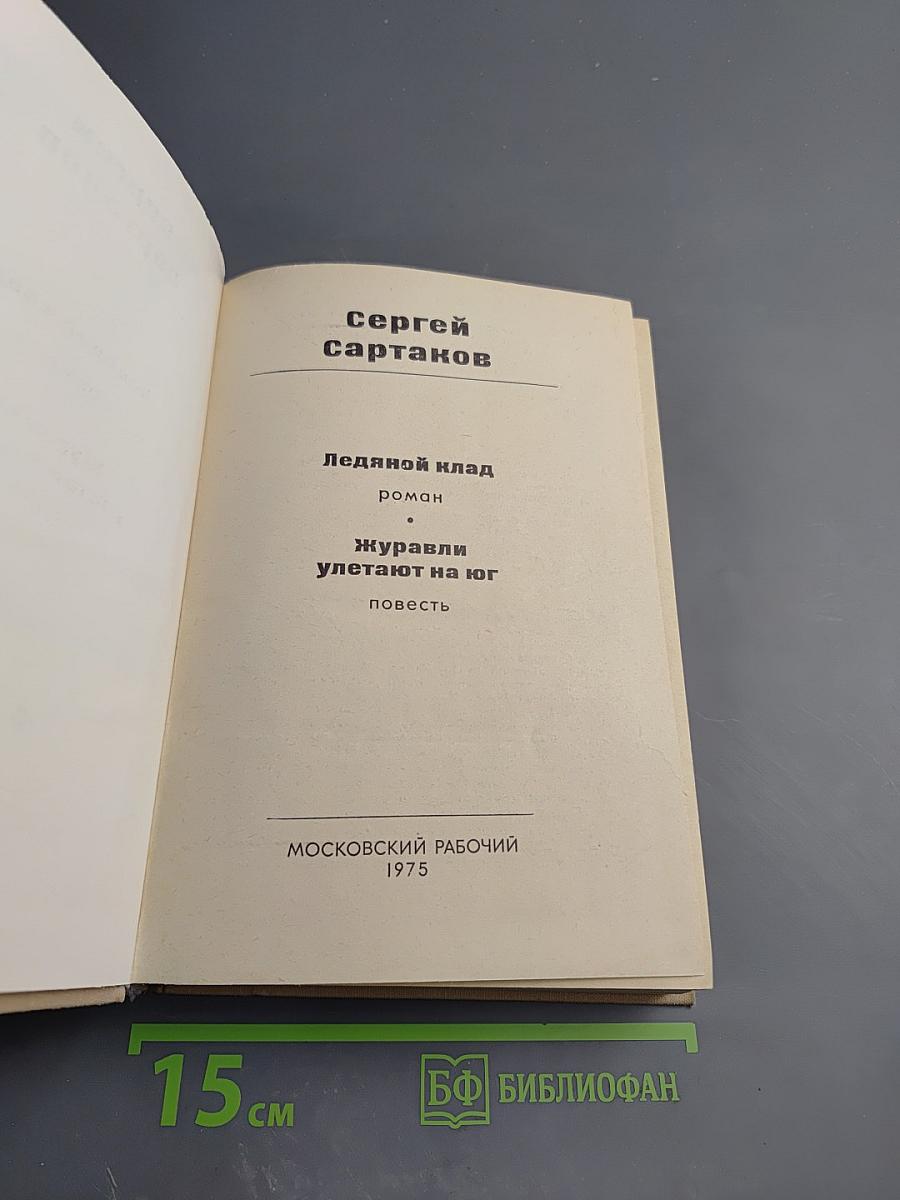 Сергей
Сартаков
Ледяной клад
роман
•
Журавли
улетают на юг
повесть
МОСКОВСКИЙ РАБОЧИЙ
1975
15 см
БФ БИБЛИОФАН